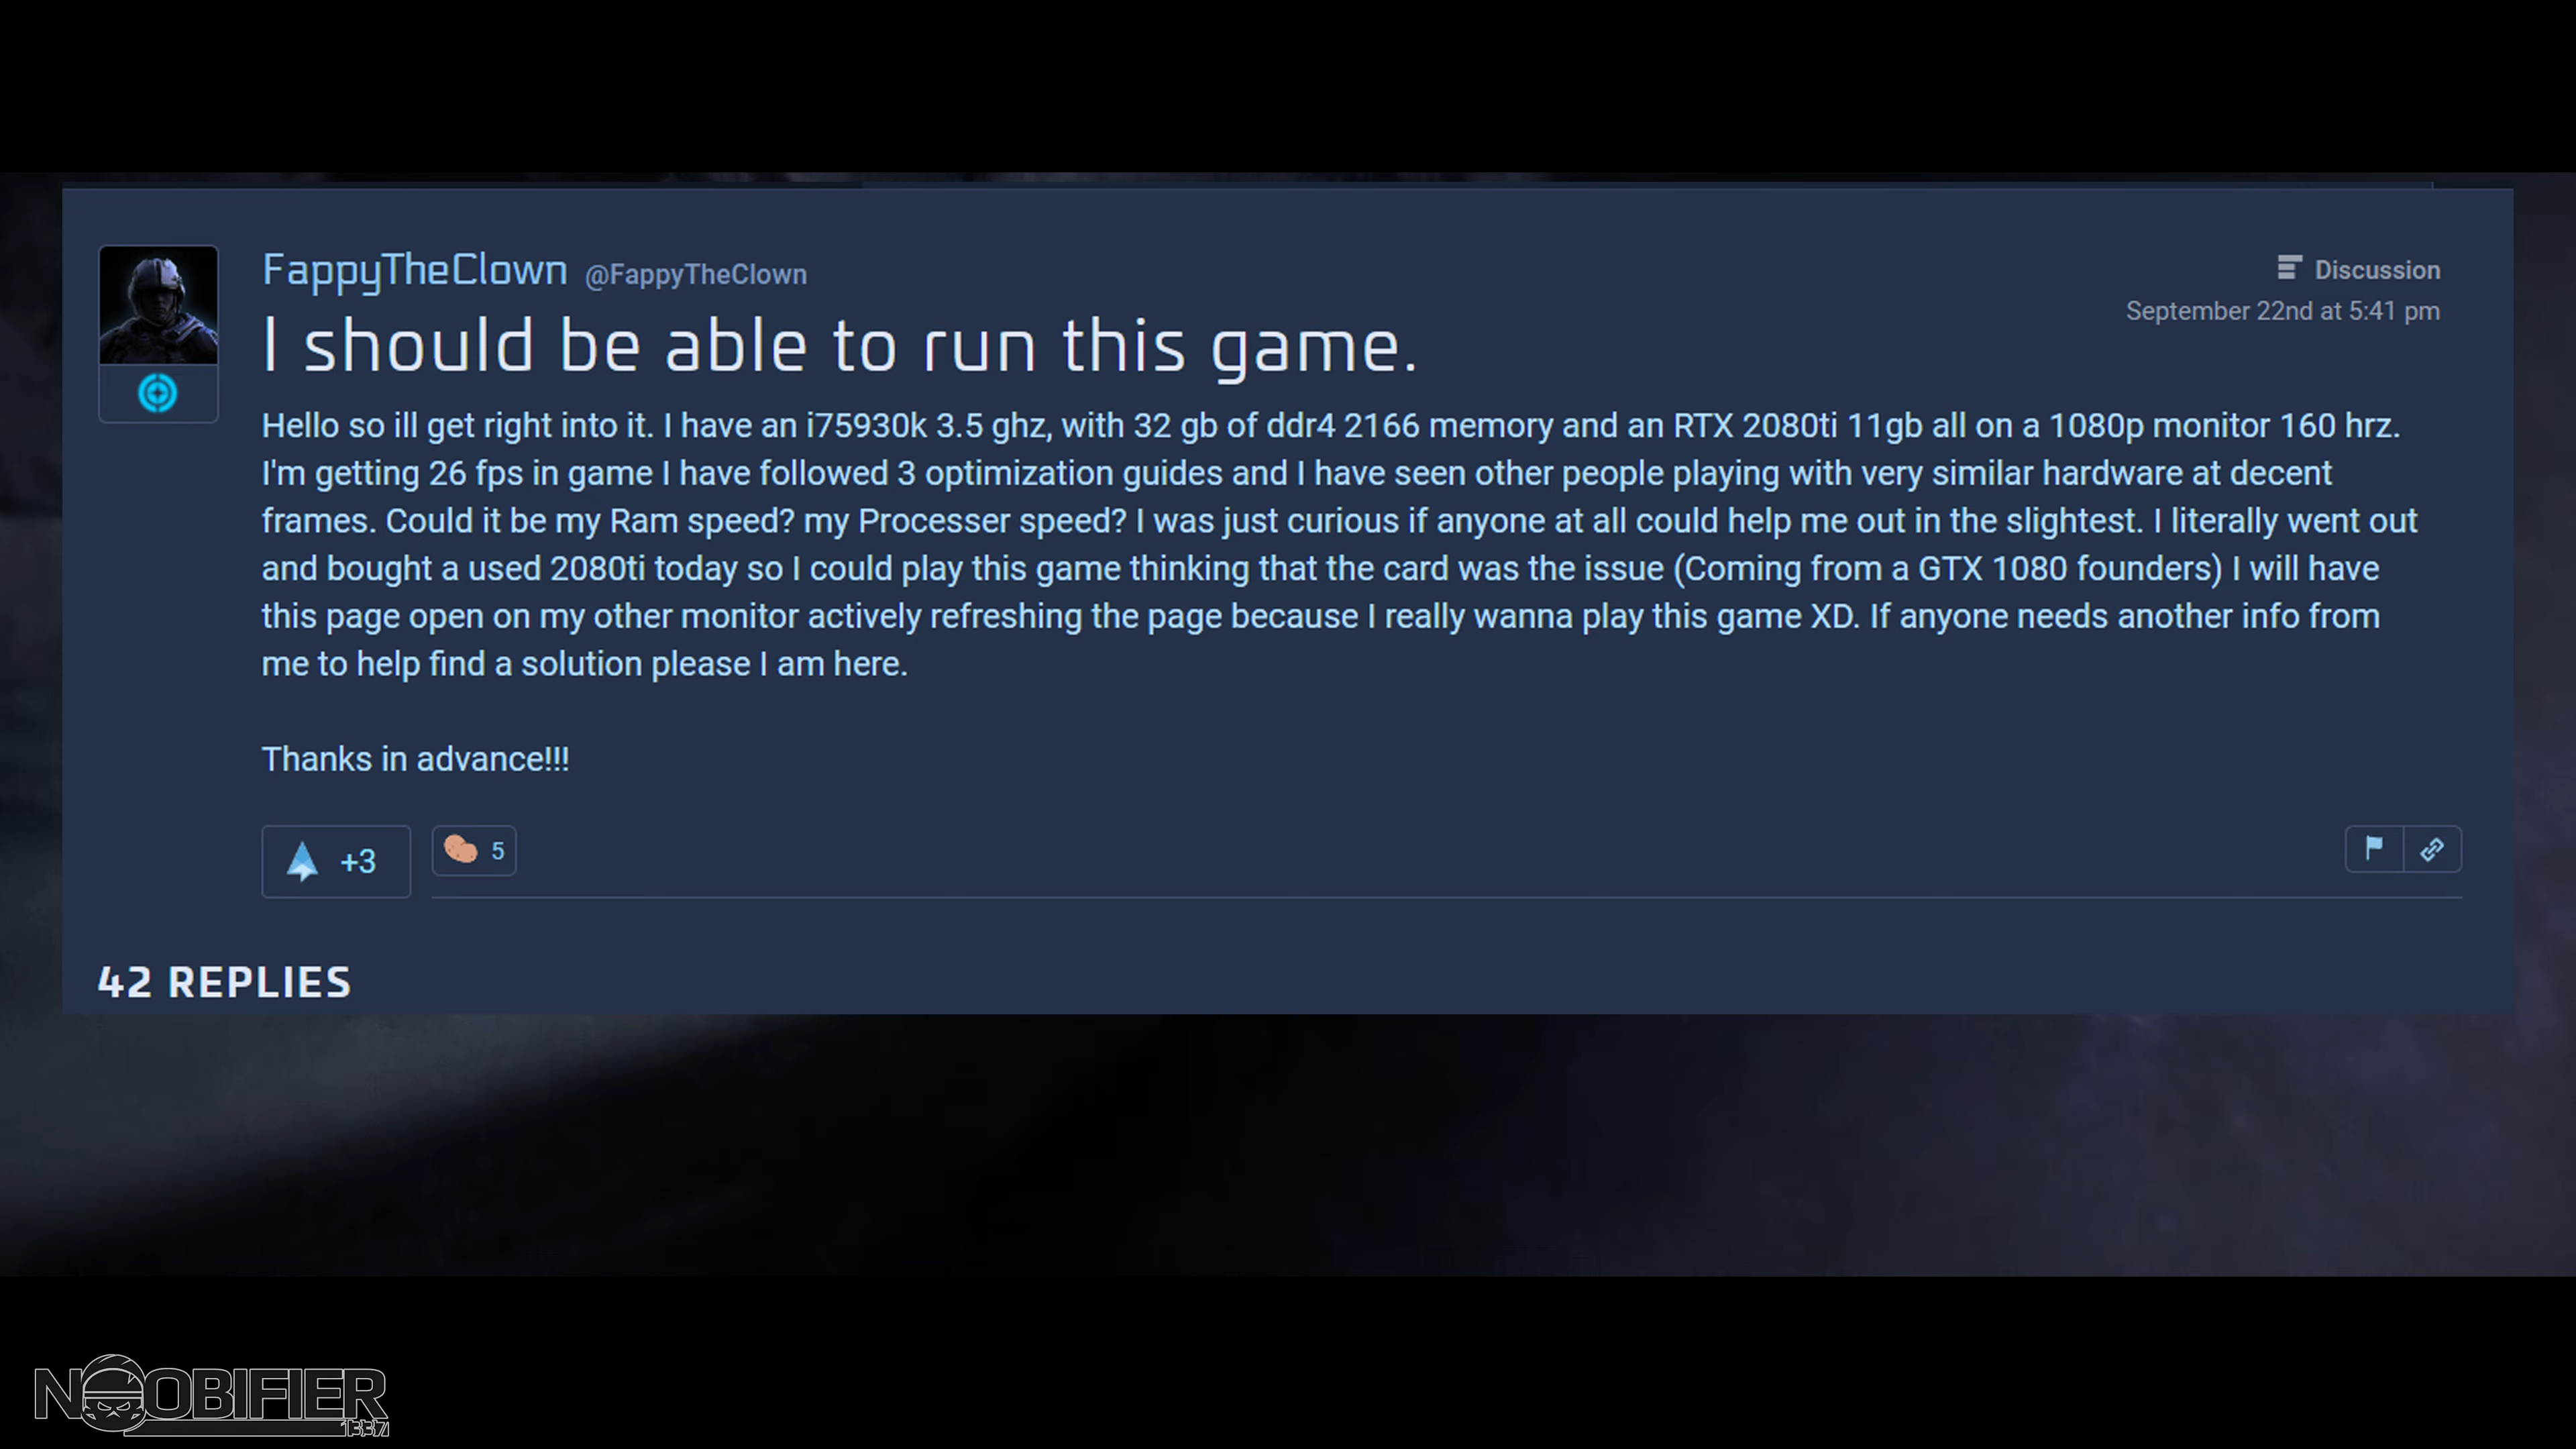 FappyTheClown @FappyTheClown
Discussion
September 22nd at 5:41 pm
I should be able to run this game.
Hello so ill get right into it. I have an i75930k 3.5 ghz, with 32 gb of ddr4 2166 memory and an RTX 2080ti 11gb all on a 1080p monitor 160 hrz.
I'm getting 26 fps in game I have followed 3 optimization guides and I have seen other people playing with very similar hardware at decent
frames. Could it be my Ram speed? my Processer speed? I was just curious if anyone at all could help me out in the slightest. I literally went out
and bought a used 2080ti today so I could play this game thinking that the card was the issue (Coming from a GTX 1080 founders) I will have
this page open on my other monitor actively refreshing the page because I really wanna play this game XD. If anyone needs another info from
me to help find a solution please I am here.
Thanks in advance!!!
+3
5
42 REPLIES
NOOBIFIER
1337